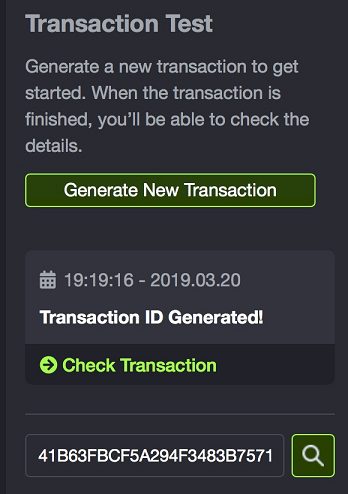 Transaction Test
Generate a new transaction to get
started. When the transaction is
finished, you'll be able to check the
details.
Generate New Transaction
19:19:16 - 2019.03.20
Transaction ID Generated!
Check Transaction
41B63FBCF5A294F3483B7571